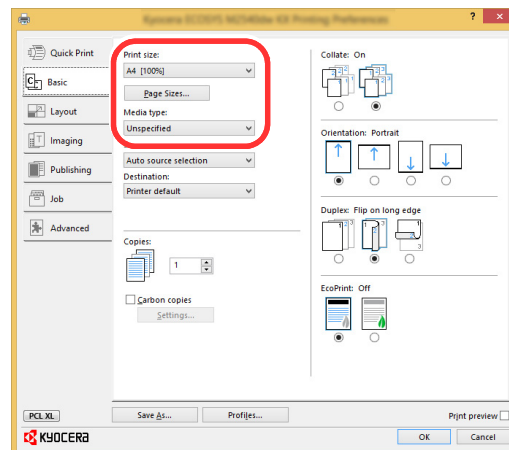 Kyocera ECOSYS M2540dw KX Printing Preferences
? ×
Quick Print
Basic
Layout
Imaging
Publishing
Job
Advanced
Print size:
A4 [100%]
Page Sizes...
Media type:
Unspecified
Auto source selection
Destination:
Printer default
Copies:
1
Carbon copies
Settings...
Collate: On
Orientation: Portrait
Duplex: Flip on long edge
EcoPrint: Off
PCL XL
Save As...
Profiles...
Print preview
KYOCERA
OK
Cancel